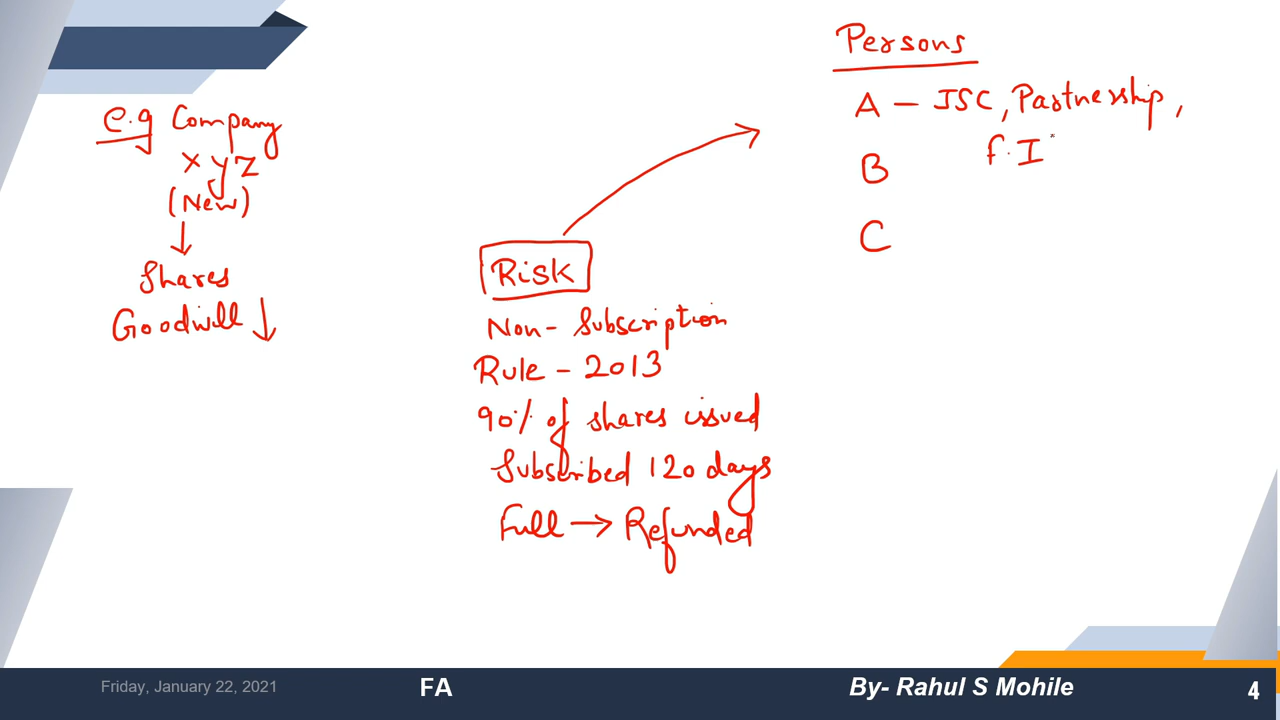 e.g Company
XYZ
(New)
Shares
Goodwill
Risk
Non- Subscription
Rule - 2013
90% of shares issued
Subscribed 120 days
Full → Refunded
Persons
A - JSC, Partnership,
F. I
B
C
Friday, January 22, 2021
FA
By- Rahul S Mohile
4